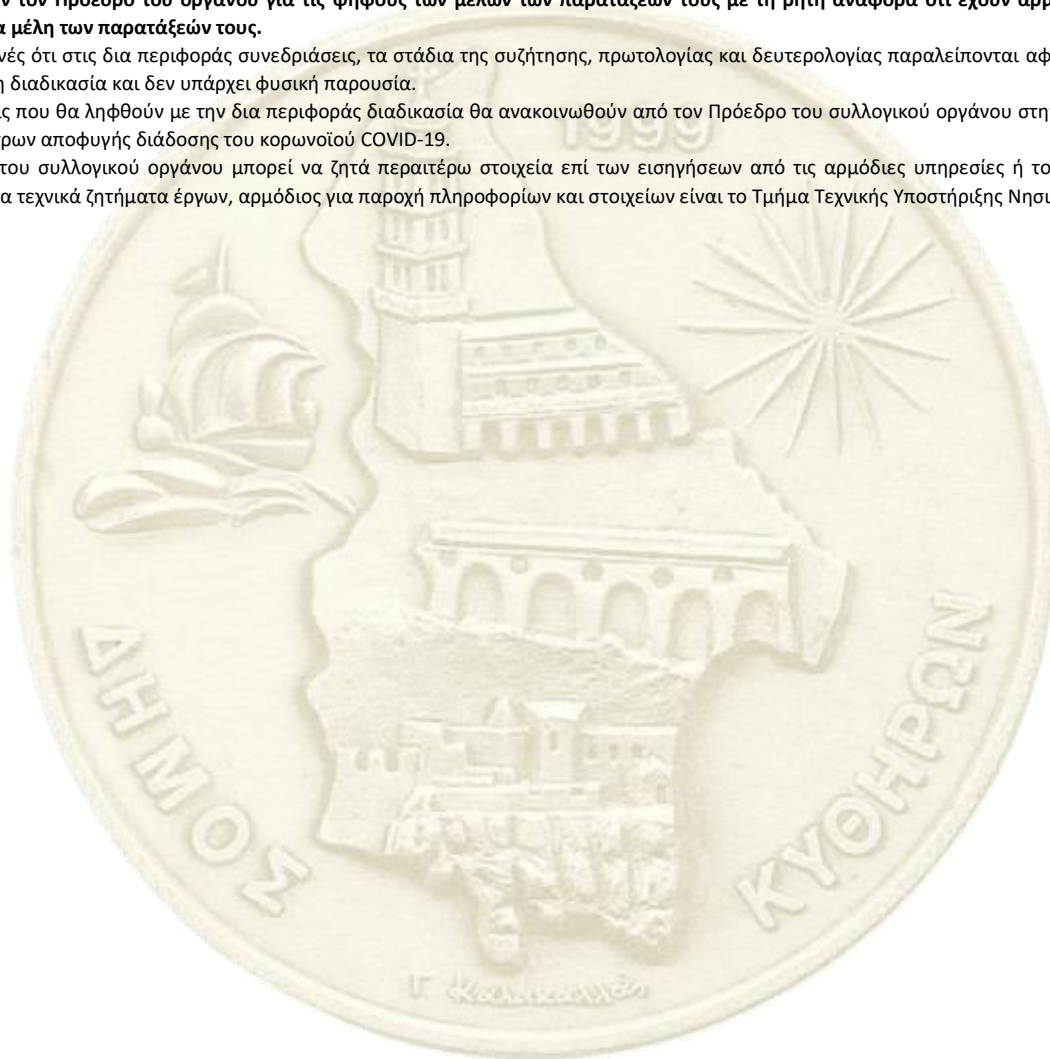 ν τον Πρόεδρο του οργάνου για τις ψήφους των μελών των παρατάξεών τους με τη ρητή αναφορά ότι έχουν αρμ
α μέλη των παρατάξεών τους.
νές ότι στις δια περιφοράς συνεδριάσεις, τα στάδια της συζήτησης, πρωτολογίας και δευτερολογίας παραλείπονται αφ
η διαδικασία και δεν υπάρχει φυσική παρουσία.
ις που θα ληφθούν με την δια περιφοράς διαδικασία θα ανακοινωθούν από τον Πρόεδρο του συλλογικού οργάνου στη
ρων αποφυγής διάδοσης του κορωνοϊού COVID-19.
του συλλογικού οργάνου μπορεί να ζητά περαιτέρω στοιχεία επί των εισηγήσεων από τις αρμόδιες υπηρεσίες ή το
α τεχνικά ζητήματα έργων, αρμόδιος για παροχή πληροφορίων και στοιχείων είναι το Τμήμα Τεχνικής Υποστήριξης Νησι
1999
ΔΗΜΟΣ
ΚΥΘΗΡΩΝ